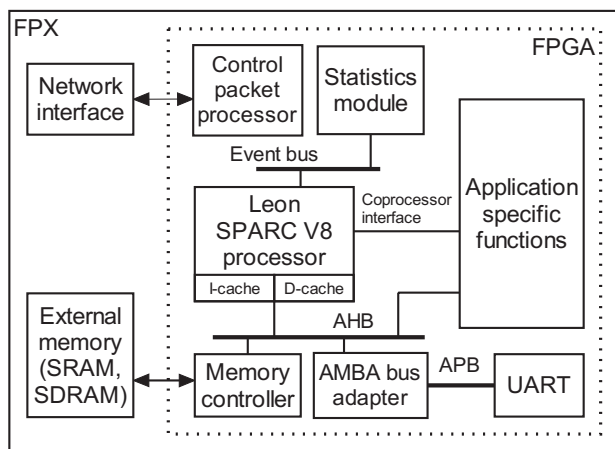 FPX
FPGA
Network
interface
Control
packet
processor
Statistics
module
Event bus
Leon
SPARC V8
processor
I-cache
D-cache
Coprocessor
interface
Application
specific
functions
External
memory
(SRAM,
SDRAM)
AHB
Memory
controller
AMBA bus
adapter
APB
UART